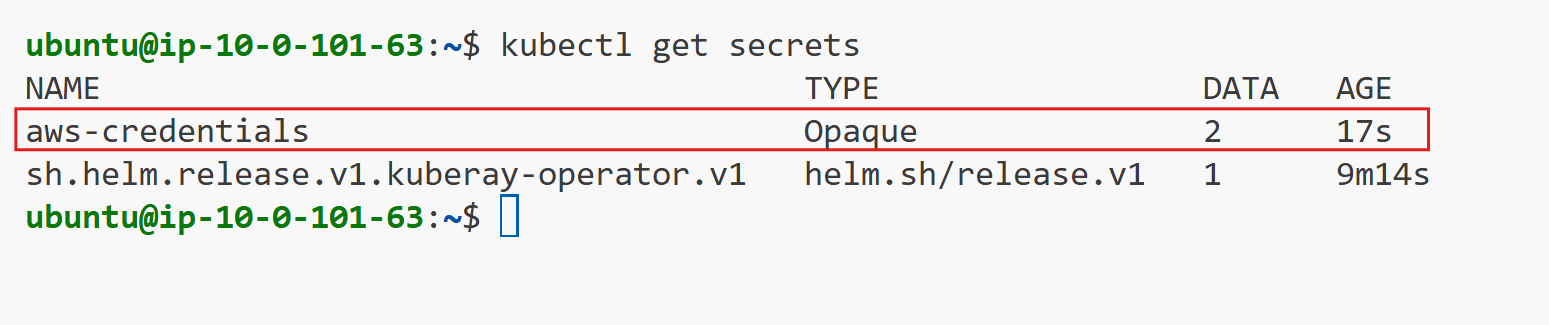 ubuntu@ip-10-0-101-63:~$ kubectl get secrets
NAME TYPE DATA AGE
aws-credentials Opaque 2 17s
sh.helm.release.v1.kuberay-operator.v1 helm.sh/release.v1 1 9m14s
ubuntu@ip-10-0-101-63:~$